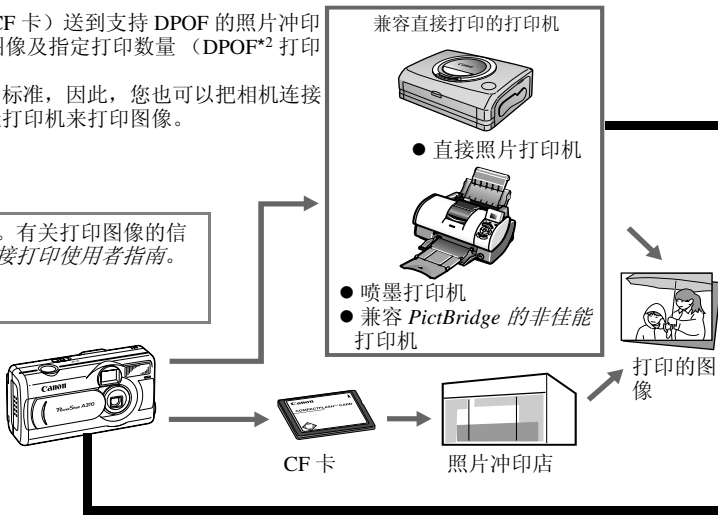 CF 卡）送到支持 DPOF 的照片冲印
图像及指定打印数量 （DPOF*2 打印
标准，因此，您也可以把相机连接
打印机来打印图像。
。有关打印图像的信
接打印使用者指南。
兼容直接打印的打印机
● 直接照片打印机
● 喷墨打印机
● 兼容 PictBridge 的非佳能
打印机
打印的图
像
Canon
PowerShot A310
Canon
COMPACTFLASH™ CARD
CF 卡
照片冲印店